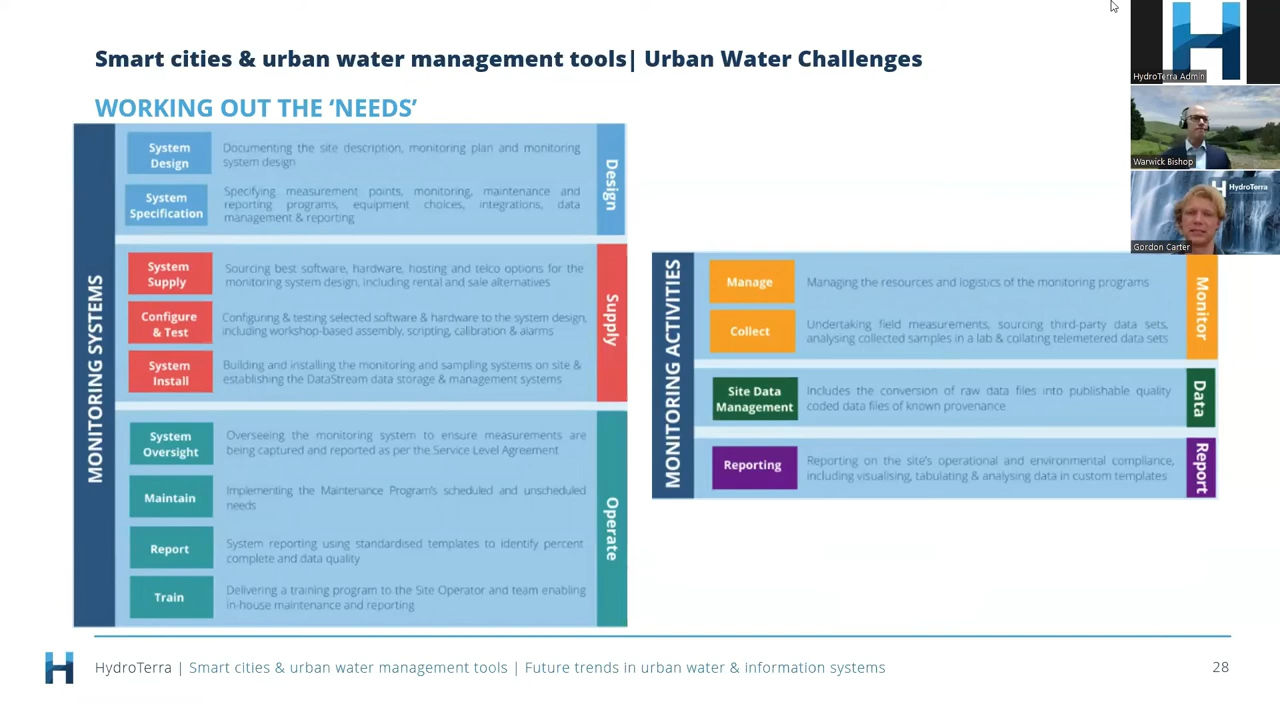 Smart cities & urban water management tools| Urban Water Challenges
WORKING OUT THE ‘NEEDS’
MONITORING SYSTEMS
System
Design
Documenting the site description, monitoring plan and monitoring
system design
System
Specification
Specifying measurement points, monitoring, maintenance and
reporting programs, equipment choices, integrations, data
management & reporting
Design
System
Supply
Sourcing best software, hardware, hosting and telco options for the
monitoring system design, including rental and sale alternatives
Configure
& Test
Configuring & testing selected software & hardware to the system design,
including workshop-based assembly, scripting, calibration & alarms
System
Install
Building and installing the monitoring and sampling systems on site &
establishing the DataStream data storage & management systems
Supply
System
Oversight
Overseeing the monitoring system to ensure measurements are
being captured and reported as per the Service Level Agreement
Maintain
Implementing the Maintenance Program's scheduled and unscheduled
needs
Report
System reporting using standardised templates to identify percent
complete and data quality
Train
Delivering a training program to the Site Operator and team enabling
in-house maintenance and reporting
Operate
MONITORING ACTIVITIES
Manage
Managing the resources and logistics of the monitoring programs
Collect
Undertaking field measurements, sourcing third-party data sets,
analysing collected samples in a lab & collating telemetered data sets
Monitor
Site Data
Management
Includes the conversion of raw data files into publishable quality
coded data files of known provenance
Data
Reporting
Reporting on the site's operational and environmental compliance,
including visualising, tabulating & analysing data in custom templates
Report
HydroTerra Admin
Warwick Bishop
HydroTerra
Gordon Carter
HydroTerra | Smart cities & urban water management tools | Future trends in urban water & information systems
28